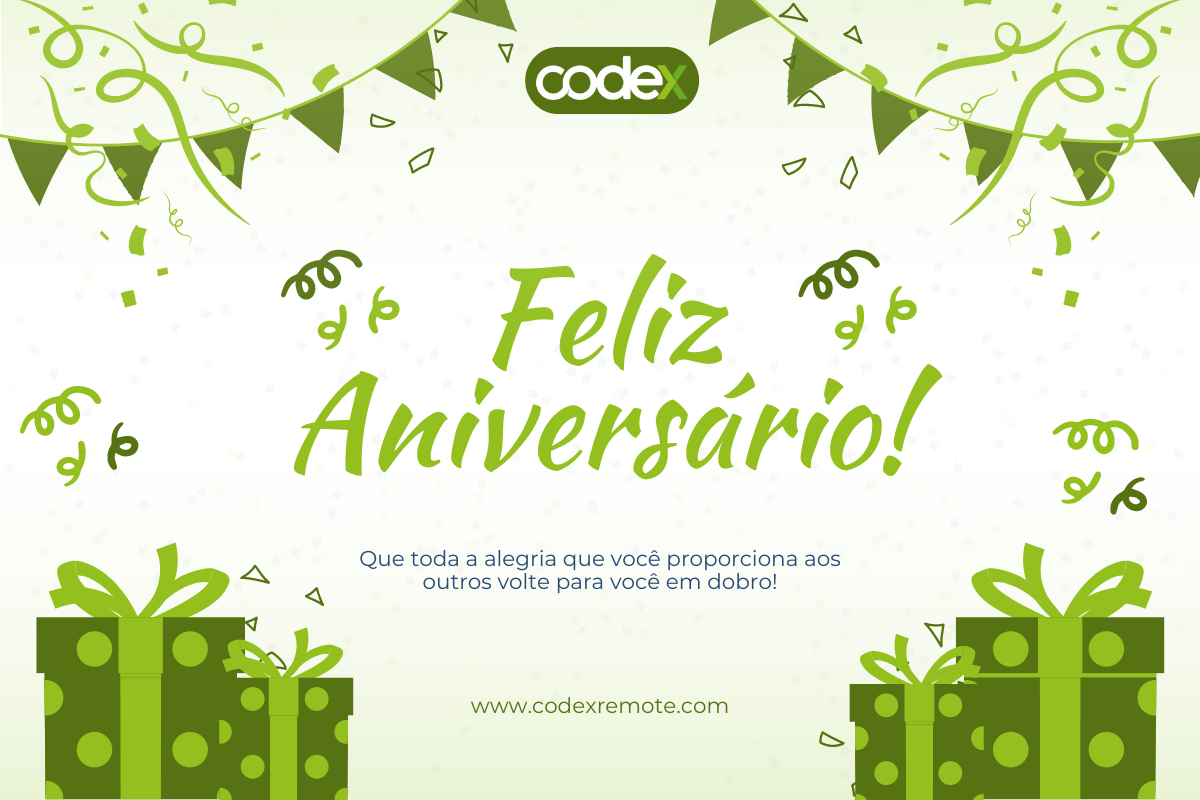 codex
Feliz
Aniversário!
Que toda a alegria que você proporciona aos
outros volte para você em dobro!
www.codexremote.com